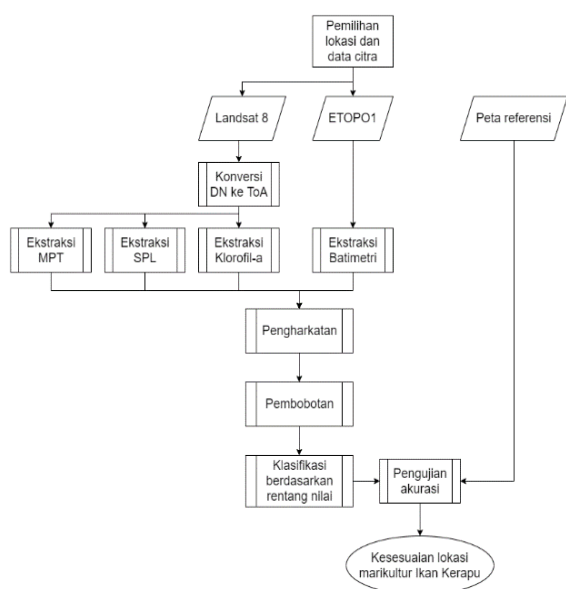 Pemilihan
lokasi dan
data citra
Landsat 8
ETOPO1
Peta referensi
Konversi
DN ke ToA
Ekstraksi
MPT
Ekstraksi
SPL
Ekstraksi
Klorofil-a
Ekstraksi
Batimetri
Pengharkatan
Pembobotan
Klasifikasi
berdasarkan
rentang nilai
Pengujian
akurasi
Kesesuaian lokasi
marikultur Ikan Kerapu